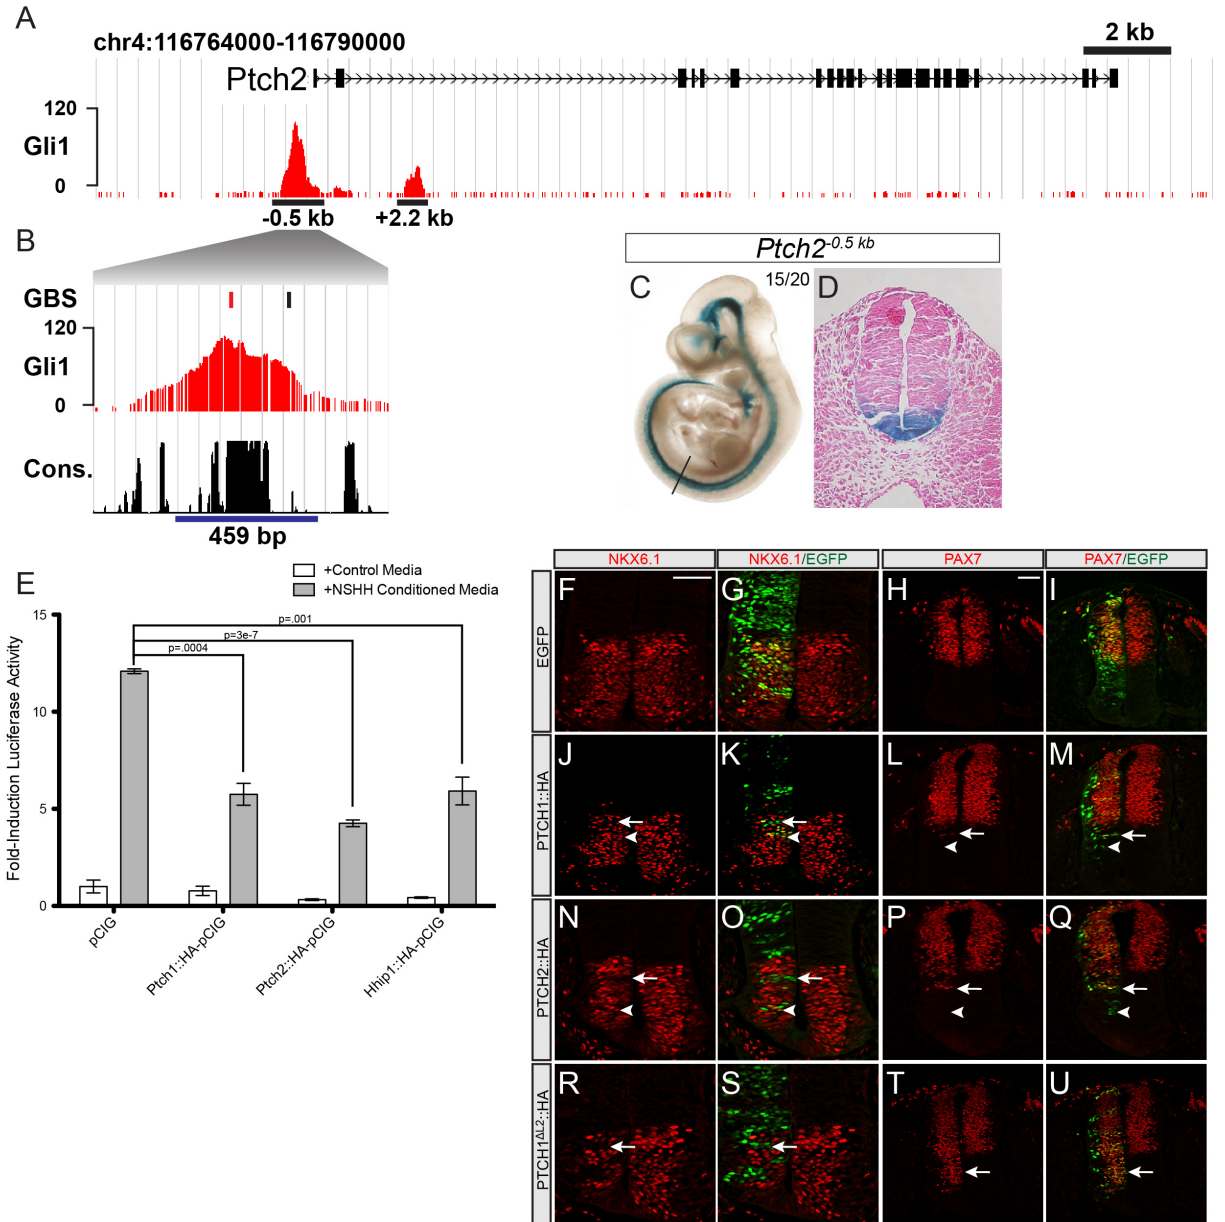 A
chr4:116764000-116790000
2 kb
Ptch2
120
Gli1
0
-0.5 kb
+2.2 kb
B
GBS
120
Gli1
0
Cons.
459 bp
Ptch2-0.5 kb
C
15/20
D
E
+Control Media
+NSHH Conditioned Media
Fold-Induction Luciferase Activity
15
10
5
0
p=.001
p=3e-7
p=.0004
pCIG
Ptch1::HA-pCIG
Ptch2::HA-pCIG
Hhip1::HA-pCIG
NKX6.1
NKX6.1/EGFP
PAX7
PAX7/EGFP
EGFP
F
G
H
I
PTCH1::HA
J
K
L
M
PTCH2::HA
N
O
P
Q
PTCH1ΔL2::HA
R
S
T
U